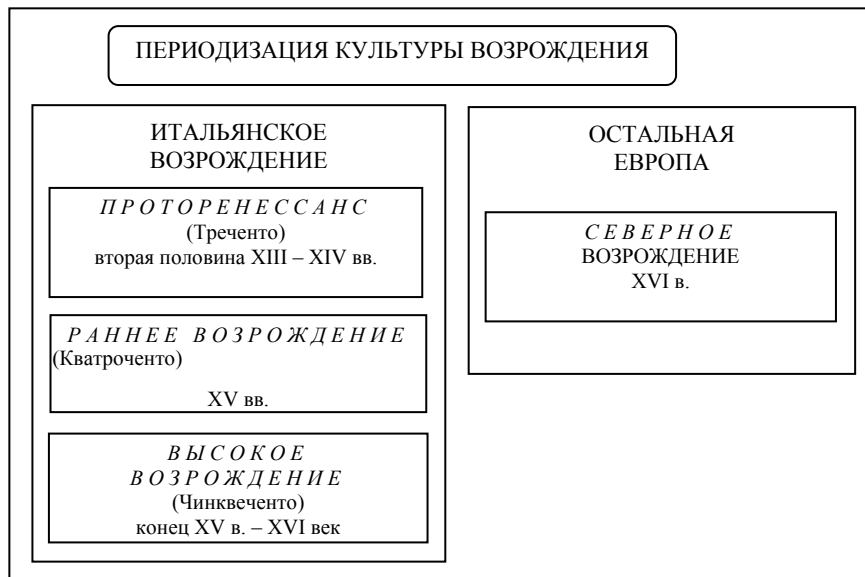 ПЕРИОДИЗАЦИЯ КУЛЬТУРЫ ВОЗРОЖДЕНИЯ
ИТАЛЬЯНСКОЕ
ВОЗРОЖДЕНИЕ
ПРОТОРЕНЕССАНС
(Треченто)
вторая половина XIII – XIV вв.
РАННЕЕ ВОЗРОЖДЕНИЕ
(Кватроченто)
XV вв.
ВЫСОКОЕ
ВОЗРОЖДЕНИЕ
(Чинквеченто)
конец XV в. – XVI век
ОСТАЛЬНАЯ
ЕВРОПА
СЕВЕРНОЕ
ВОЗРОЖДЕНИЕ
XVI в.